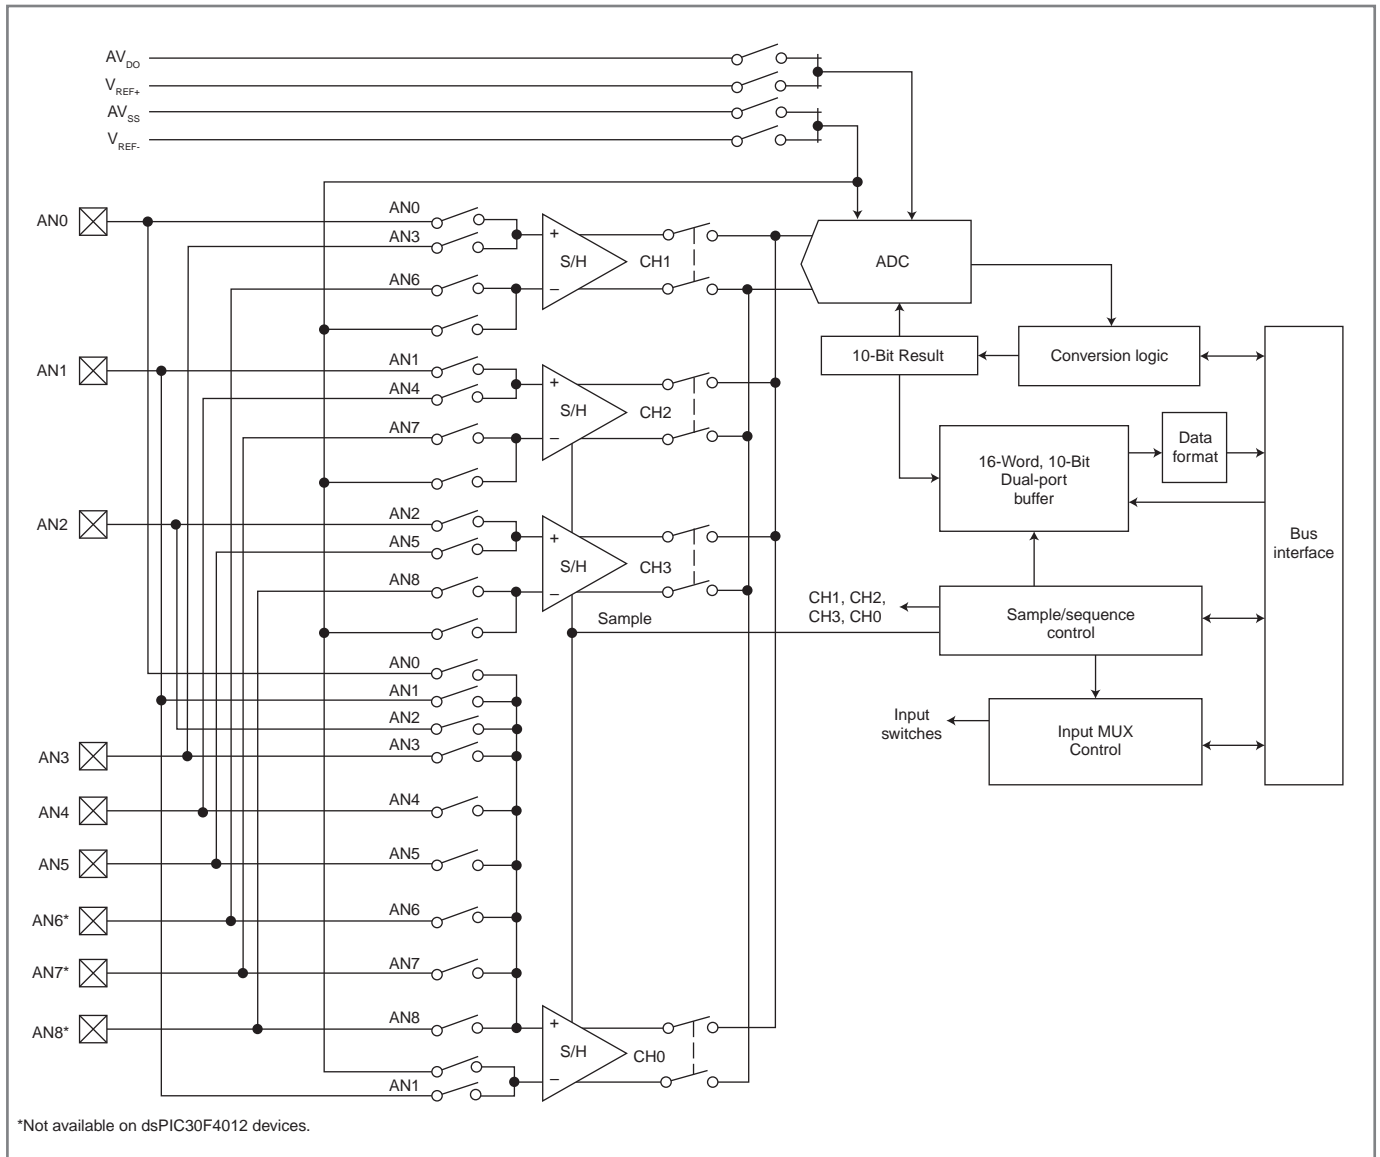 AVDO
VREF+
AVSS
VREF-
AN0
AN0
AN3
AN6
+
S/H
–
CH1
ADC
10-Bit Result
Conversion logic
AN1
AN1
AN4
AN7
+
S/H
–
CH2
16-Word, 10-Bit
Dual-port
buffer
Data
format
Bus
interface
AN2
AN2
AN5
AN8
+
S/H
–
CH3
Sample
CH1, CH2,
CH3, CH0
Sample/sequence
control
AN0
AN1
AN2
AN3
AN3
Input
switches
Input MUX
Control
AN4
AN4
AN5
AN5
AN6*
AN6
AN7*
AN7
AN8*
AN8
AN1
+
S/H
–
CH0
*Not available on dsPIC30F4012 devices.